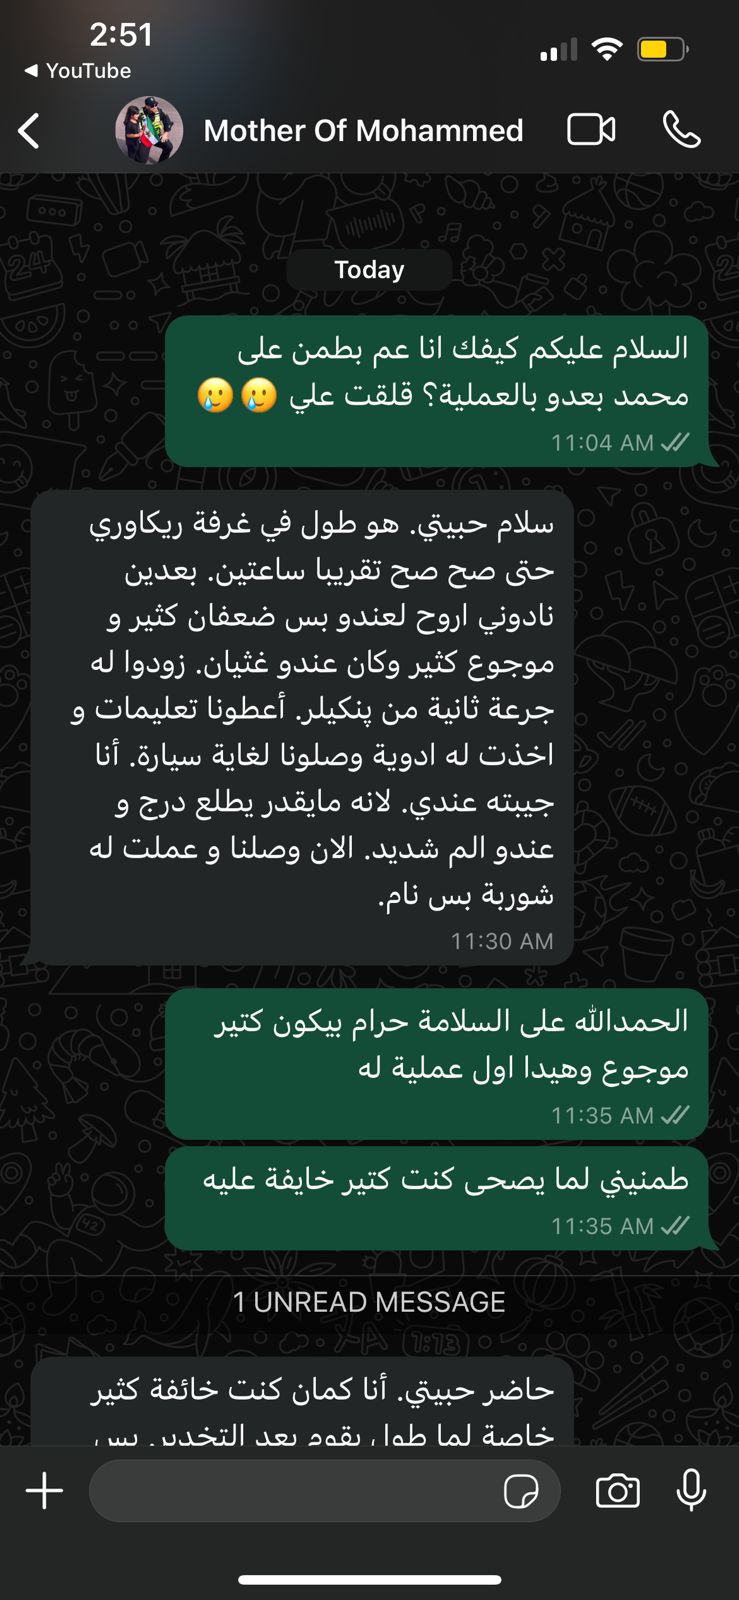 2:51
◀ YouTube
Mother Of Mohammed
Today
السلام عليكم كيفك انا عم بطمن على
محمد بعدو بالعملية؟ قلقت علي 🥲🥲
11:04 AM
سلام حبيتي. هو طول في غرفة ريكاوري
حتى صح صح تقريبا ساعتين. بعدين
نادوني اروح لعندو بس ضعفان كثير و
موجوع كثير وكان عندو غثيان. زودوا له
جرعة ثانية من پنكيلر. أعطونا تعليمات و
اخذت له ادوية وصلونا لغاية سيارة. أنا
جيبته عندي. لانه مايقدر يطلع درج و
عندو الم شديد. الان وصلنا و عملت له
شوربة بس نام.
11:30 AM
الحمدالله على السلامة حرام بيكون كتير
موجوع وهيدا اول عملية له
11:35 AM
طمنيني لما يصحى كنت كتير خايفة عليه
11:35 AM
1 UNREAD MESSAGE
حاضر حبيتي. أنا كمان كنت خائفة كثير
خاصة لما طول يقوم بعد التخدير. بس